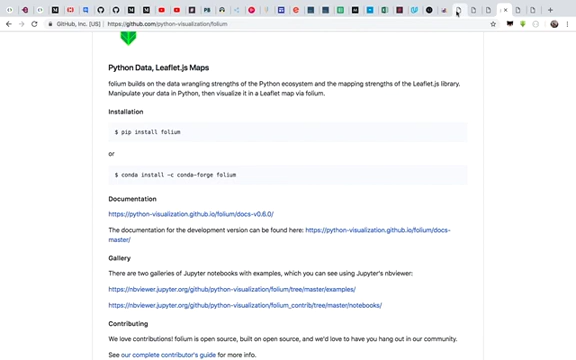 GitHub, Inc. [US]
https://github.com/python-visualization/folium
Python Data, Leaflet.js Maps
folium builds on the data wrangling strengths of the Python ecosystem and the mapping strengths of the Leaflet.js library.
Manipulate your data in Python, then visualize it in a Leaflet map via folium.
Installation
$ pip install folium
or
$ conda install -c conda-forge folium
Documentation
https://python-visualization.github.io/folium/docs-v0.6.0/
The documentation for the development version can be found here: https://python-visualization.github.io/folium/docs-
master/
Gallery
There are two galleries of Jupyter notebooks with examples, which you can see using Jupyter's nbviewer:
https://nbviewer.jupyter.org/github/python-visualization/folium/tree/master/examples/
https://nbviewer.jupyter.org/github/python-visualization/folium_contrib/tree/master/notebooks/
Contributing
We love contributions! folium is open source, built on open source, and we'd love to have you hang out in our community.
See our complete contributor's guide for more info.